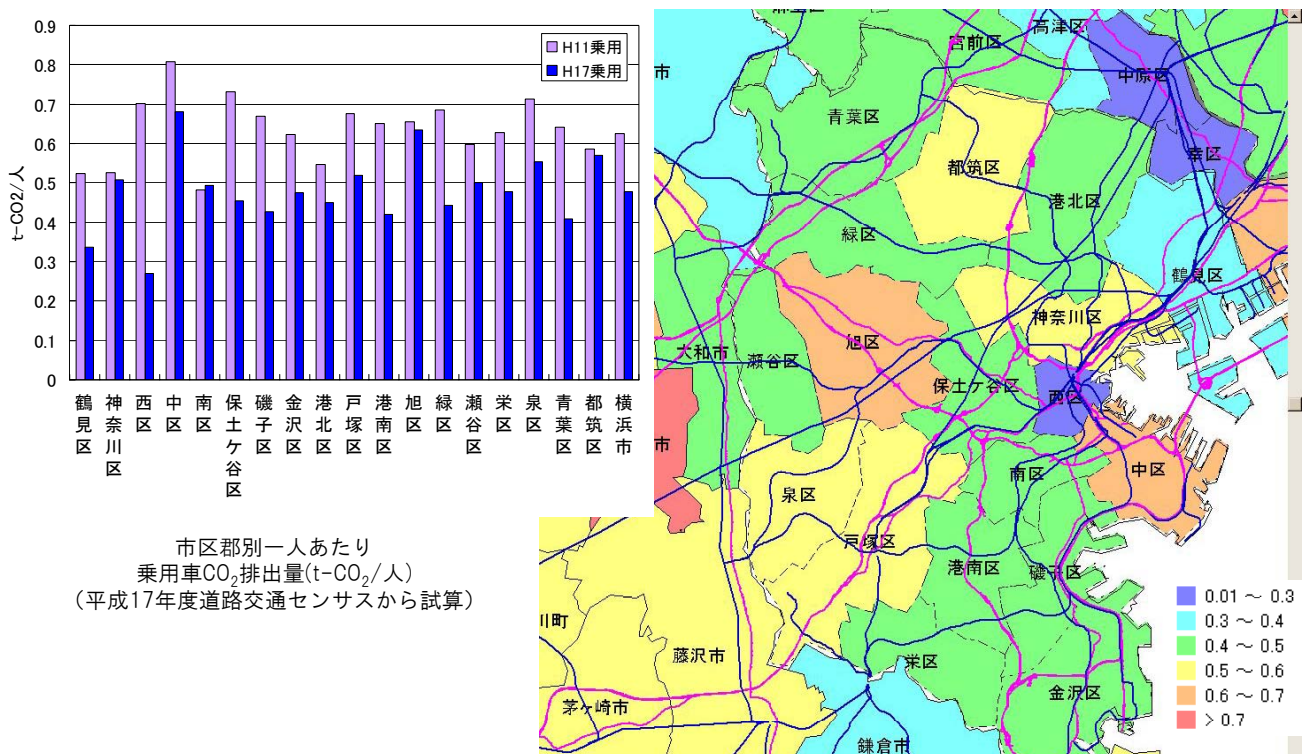 0.9
0.8
0.7
0.6
0.5
0.4
0.3
0.2
0.1
0
t-CO2/人
H11乗用
H17乗用
鶴見区
神奈川区
西区
中区
南区
保土ケ谷区
磯子区
金沢区
港北区
戸塚区
港南区
旭区
緑区
瀬谷区
栄区
泉区
青葉区
都筑区
横浜市
市区郡別一人あたり
乗用車CO₂排出量(t-CO₂/人)
（平成17年度道路交通センサスから試算）
高津区
宮前区
市
中原区
青葉区
幸区
都筑区
港北区
緑区
鶴見区
神奈川区
旭区
大和市
瀬谷区
保土ケ谷区
西区
市
中区
南区
泉区
戸塚区
港南区
磯子区
川町
藤沢市
栄区
金沢区
茅ヶ崎市
鎌倉市
0.01 ～ 0.3
0.3 ～ 0.4
0.4 ～ 0.5
0.5 ～ 0.6
0.6 ～ 0.7
> 0.7